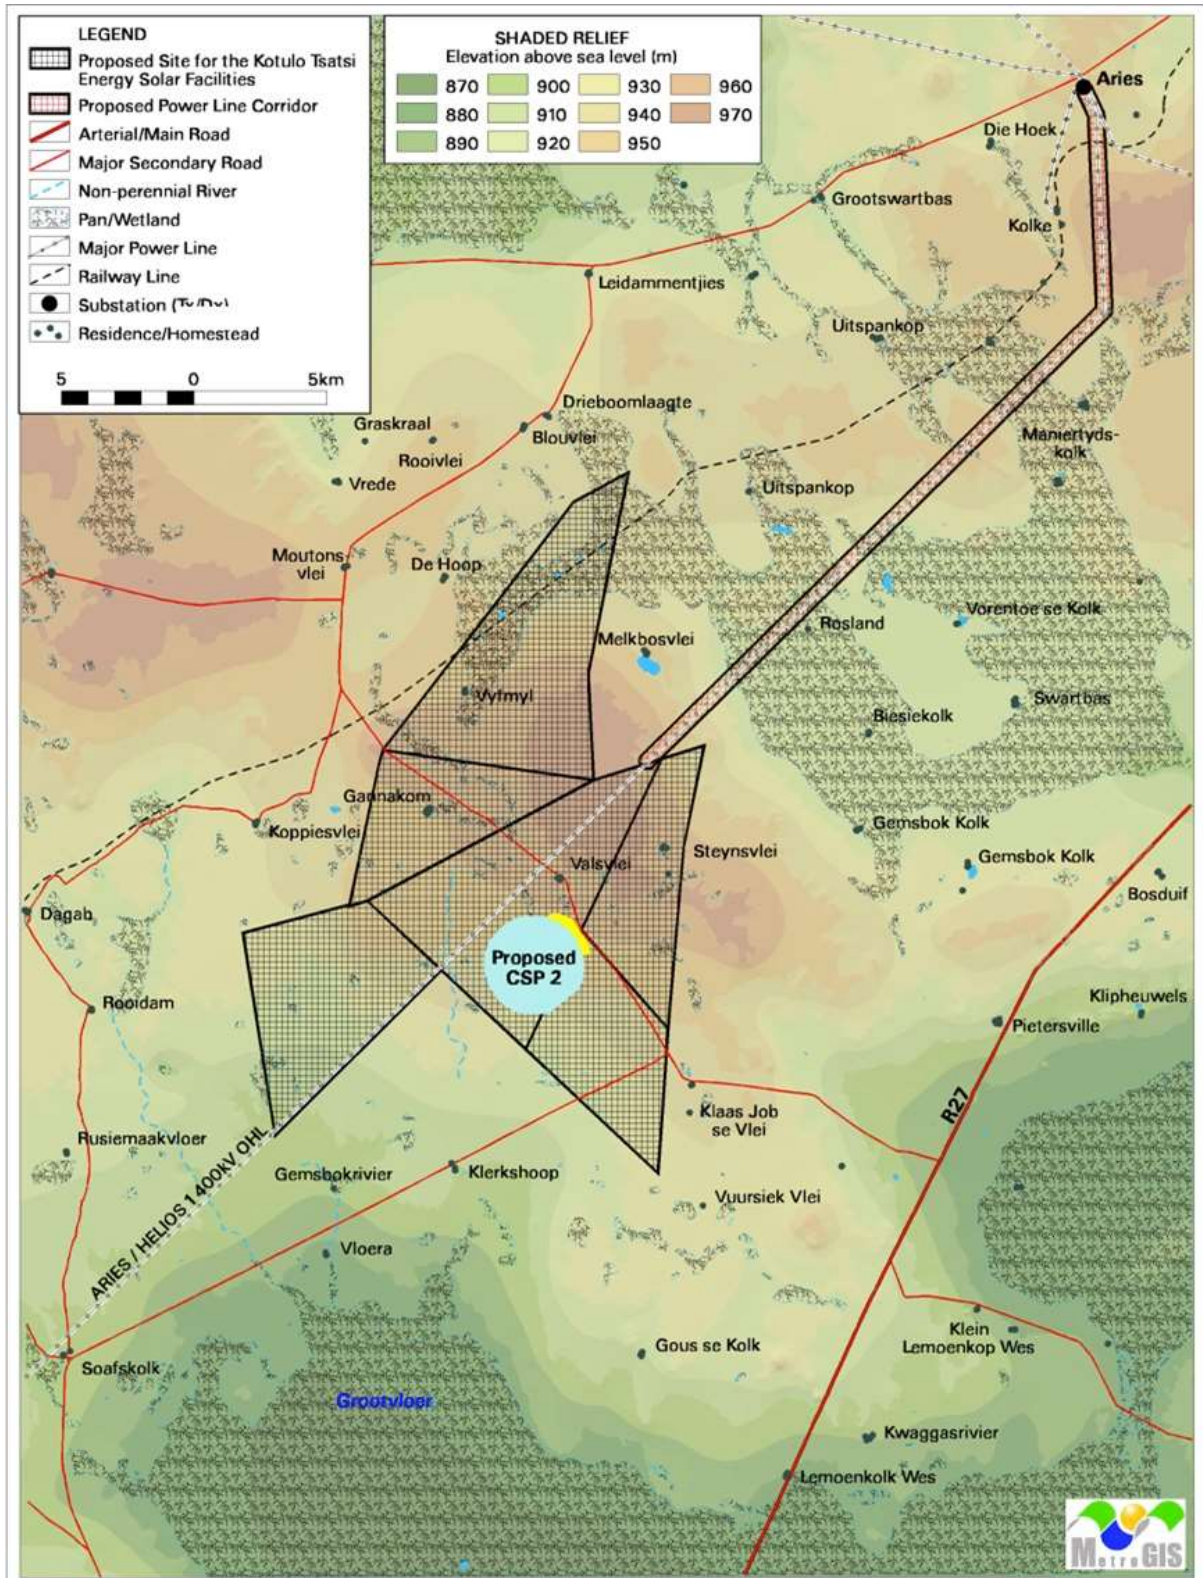 LEGEND
Proposed Site for the Kotulo Tsatsi
Energy Solar Facilities
Proposed Power Line Corridor
Arterial/Main Road
Major Secondary Road
Non-perennial River
Pan/Wetland
Major Power Line
Railway Line
Substation
Residence/Homestead
5 0 5km
SHADED RELIEF
Elevation above sea level (m)
870 900 930 960
880 910 940 970
890 920 950
Aries
Die Hoek
Grootswartbas
Kolke
Leidammentjies
Uitspankop
Drieboomlaagte
Graskraal
Blouvlei
Rooivlei
Maniertyds-
kolk
Vrede
Uitspankop
Moutons-
vlei
De Hoop
Vorentoe se Kolk
Rosland
Melkbosvlei
Vytmyl
Swartbas
Biesiekolk
Gannakom
Koppiesvlei
Gemsbok Kolk
Steynsvlei
Valsvlei
Gemsbok Kolk
Bosduif
Dagab
Proposed
CSP 2
Rooidam
Klipheuwels
Pietersville
R27
Klaas Job
se Vlei
Rusiemaakvloer
Gemsbokrivier
Klerkshoop
Vuursiek Vlei
ARIES / HELIOS 1 400kV OHL
Vloera
Klein
Lemoenkop Wes
Gous se Kolk
Soafskolk
Grootvloer
Kwaggasrivier
Lemoenkolk Wes
MetroGIS